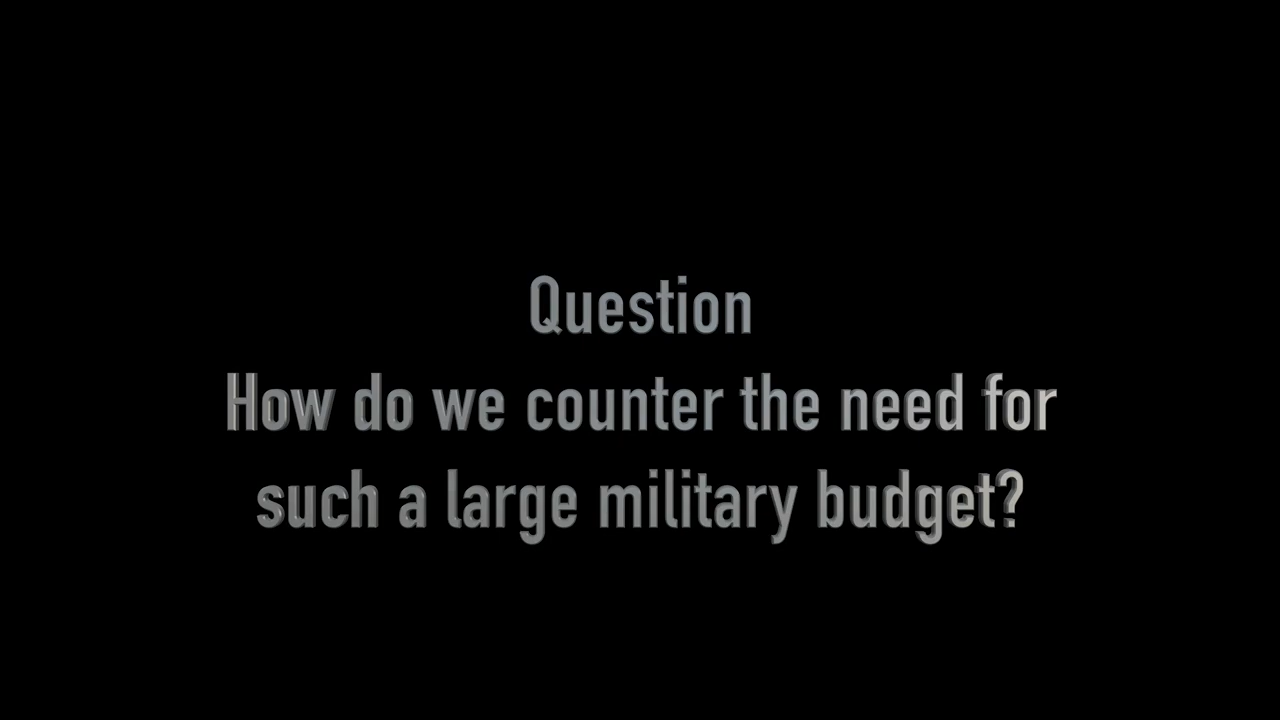 Question
How do we counter the need for
such a large military budget?